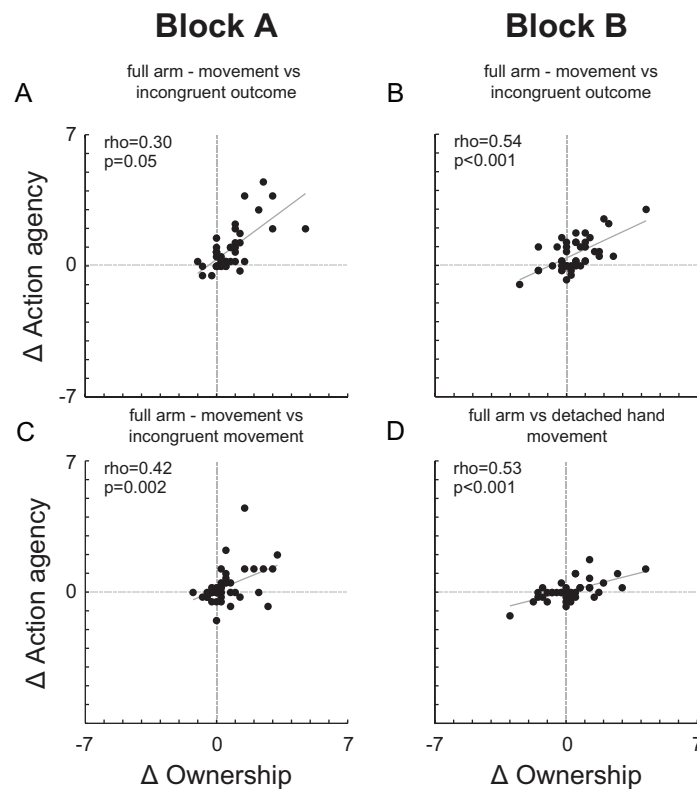 Block A
Block B
A
full arm - movement vs
incongruent outcome
B
full arm - movement vs
incongruent outcome
7
rho=0.30
p=0.05
rho=0.54
p<0.001
Δ Action agency
0
0
-7
C
full arm - movement vs
incongruent movement
D
full arm vs detached hand
movement
7
rho=0.42
p=0.002
rho=0.53
p<0.001
Δ Action agency
0
-7
0
7
-7
0
7
Δ Ownership
Δ Ownership